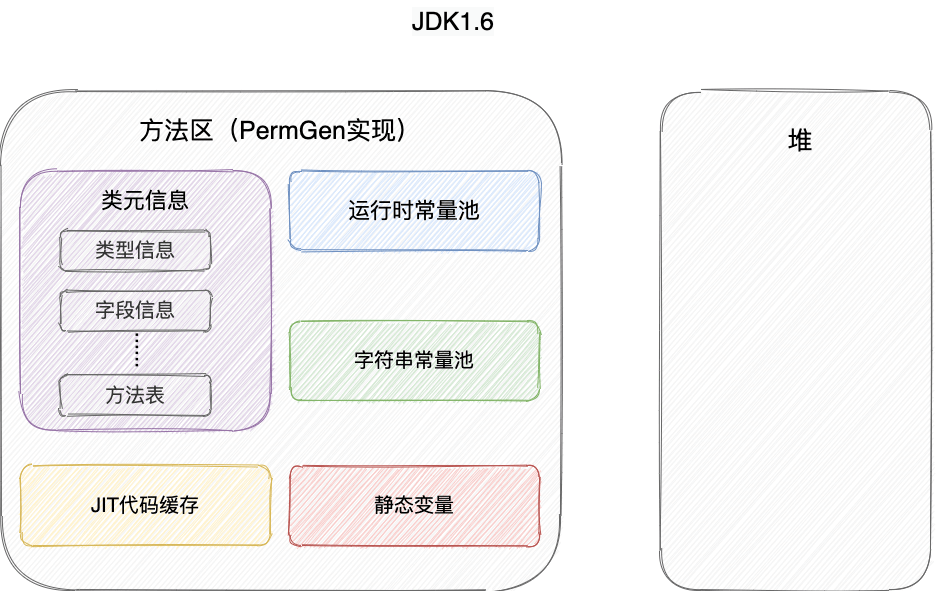 JDK1.6
方法区（PermGen实现）
堆
类元信息
运行时常量池
类型信息
字段信息
字符串常量池
方法表
JIT代码缓存
静态变量